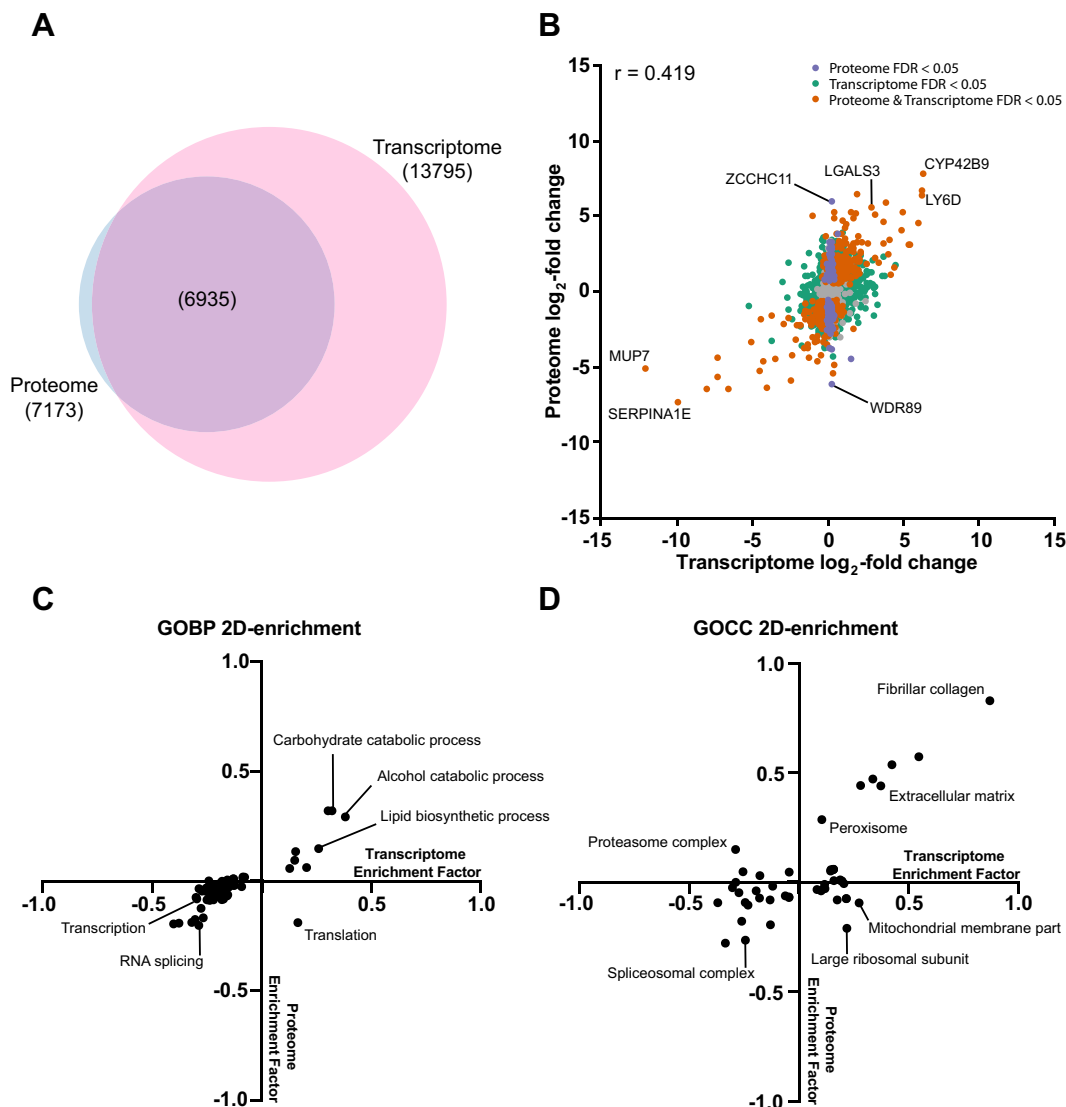 A
Transcriptome
(13795)
(6935)
Proteome
(7173)
B
r = 0.419
Proteome FDR < 0.05
Transcriptome FDR < 0.05
Proteome & Transcriptome FDR < 0.05
15
10
5
0
-5
-10
-15
Proteome log2-fold change
ZCCHC11
LGALS3
CYP42B9
LY6D
MUP7
SERPINA1E
WDR89
-15
-10
-5
0
5
10
15
Transcriptome log2-fold change
C
GOBP 2D-enrichment
1.0
0.5
-0.5
-1.0
Carbohydrate catabolic process
Alcohol catabolic process
Lipid biosynthetic process
Transcriptome
Enrichment Factor
-1.0
-0.5
0.5
1.0
Transcription
Translation
RNA splicing
Proteome
Enrichment Factor
D
GOCC 2D-enrichment
1.0
0.5
-0.5
-1.0
Fibrillar collagen
Extracellular matrix
Peroxisome
Proteasome complex
Transcriptome
Enrichment Factor
-1.0
-0.5
0.5
1.0
Mitochondrial membrane part
Large ribosomal subunit
Spliceosomal complex
Proteome
Enrichment Factor